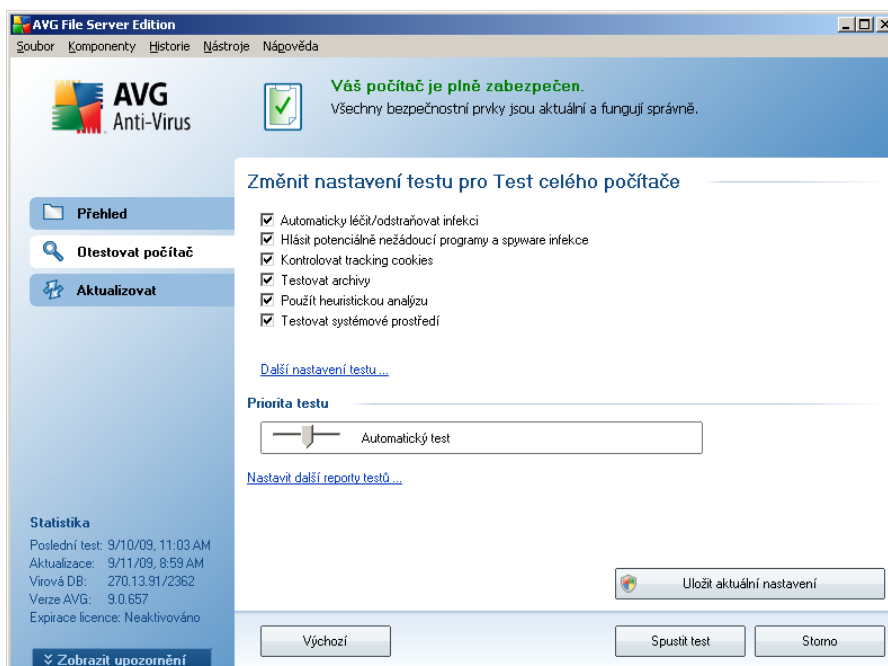 AVG File Server Edition
Soubor Komponenty Historie Nástroje Nápověda
AVG
Anti-Virus
Váš počítač je plně zabezpečen.
Všechny bezpečnostní prvky jsou aktuální a fungují správně.
Přehled
Otestovat počítač
Aktualizovat
Změnit nastavení testu pro Test celého počítače
Automaticky léčit/odstraňovat infekci
Hlásit potenciálně nežádoucí programy a spyware infekce
Kontrolovat tracking cookies
Testovat archivy
Použít heuristickou analýzu
Testovat systémové prostředí
Další nastavení testu ...
Priorita testu
Automatický test
Nastavit další reporty testů ...
Statistika
Poslední test: 9/10/09, 11:03 AM
Aktualizace: 9/11/09, 8:59 AM
Virová DB: 270.13.91/2362
Verze AVG: 9.0.657
Expirace licence: Neaktivováno
Zobrazit upozornění
Uložit aktuální nastavení
Výchozí
Spustit test
Storno